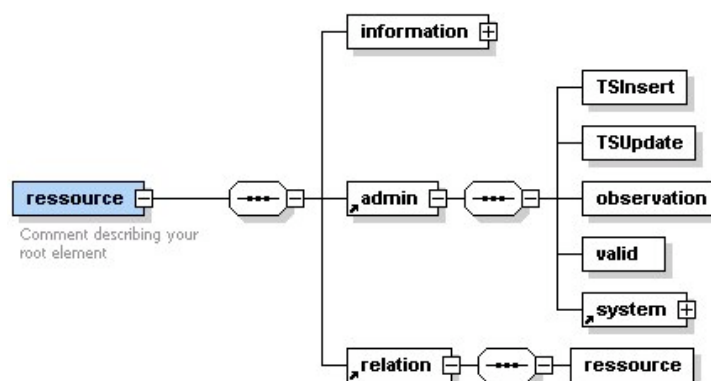 information
TSInsert
TSUpdate
ressource
admin
observation
Comment describing your
root element
valid
system
relation
ressource